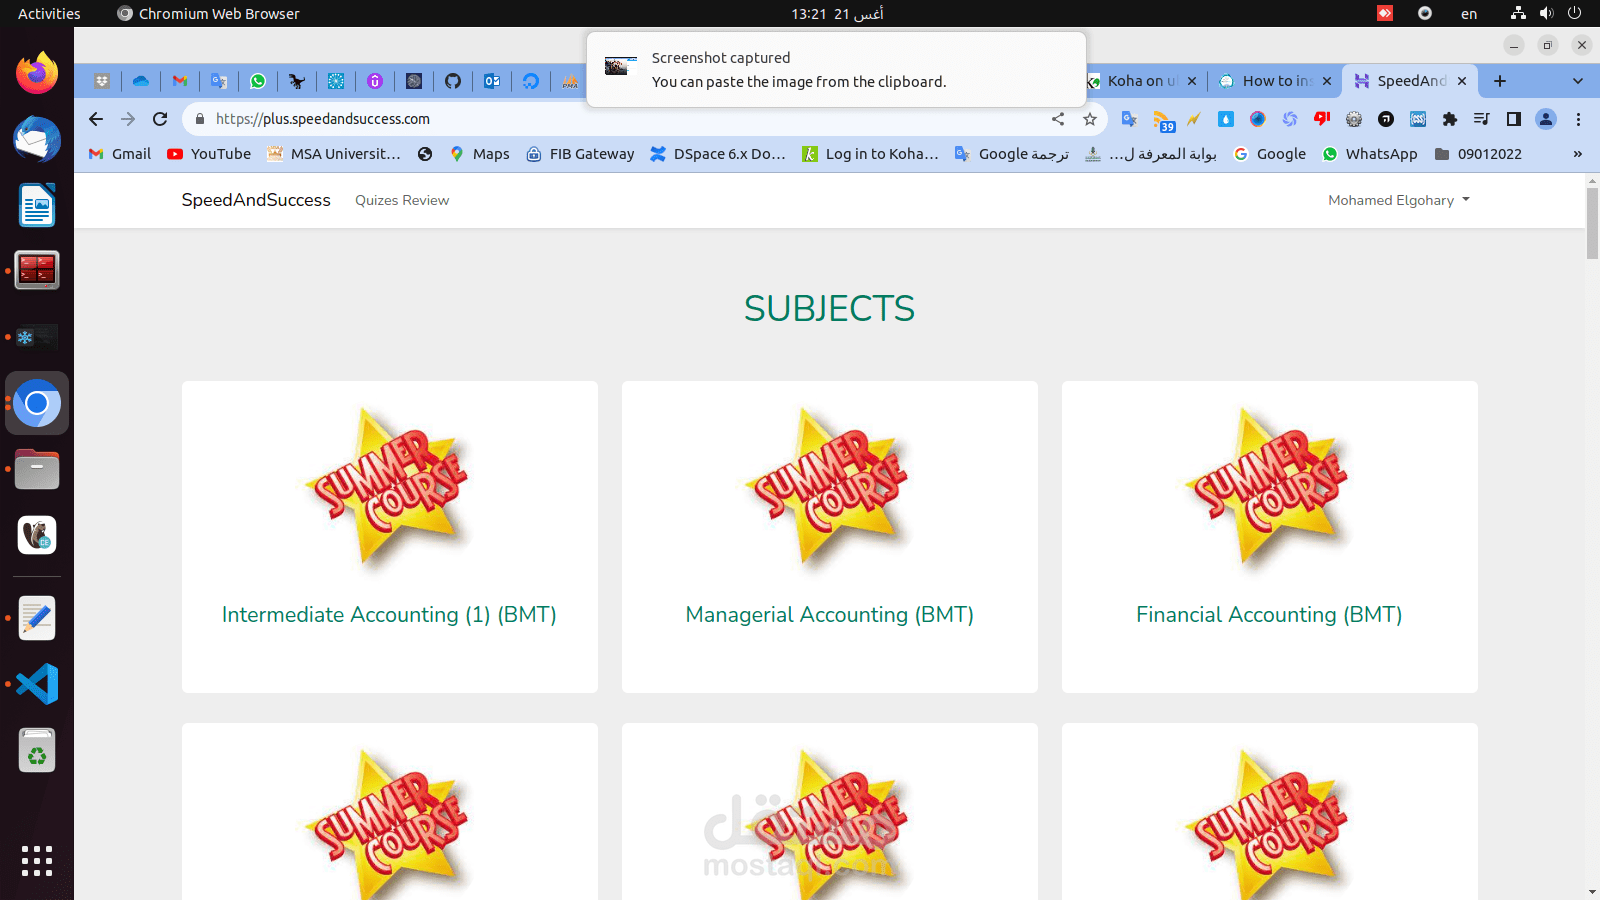 Activities
Chromium Web Browser
13:21 21 أغس
en
Screenshot captured
You can paste the image from the clipboard.
Koha on
How to ins
SpeedAnd
https://plus.speedandsuccess.com
39
Gmail
YouTube
MSA Universit...
Maps
FIB Gateway
DSpace 6.x Do...
Log in to Koha...
ترجمة Google
بوابة المعرفة ل...
Google
WhatsApp
09012022
»
SpeedAndSuccess
Quizes Review
Mohamed Elgohary
SUBJECTS
SUMMER COURSE
SUMMER COURSE
SUMMER COURSE
Intermediate Accounting (1) (BMT)
Managerial Accounting (BMT)
Financial Accounting (BMT)
SUMMER COURSE
SUMMER COURSE
SUMMER COURSE
مستقل
mostaql.com